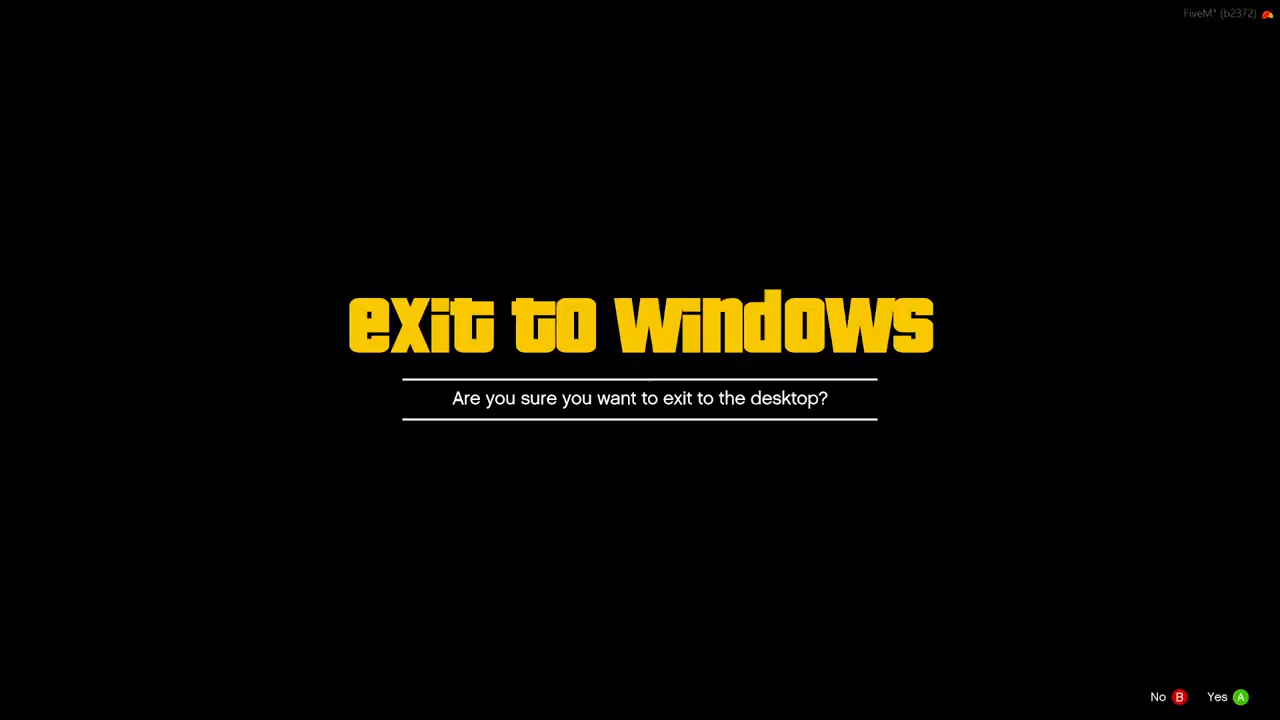 FiveM* (b2372)
exit to windows
Are you sure you want to exit to the desktop?
No B Yes A